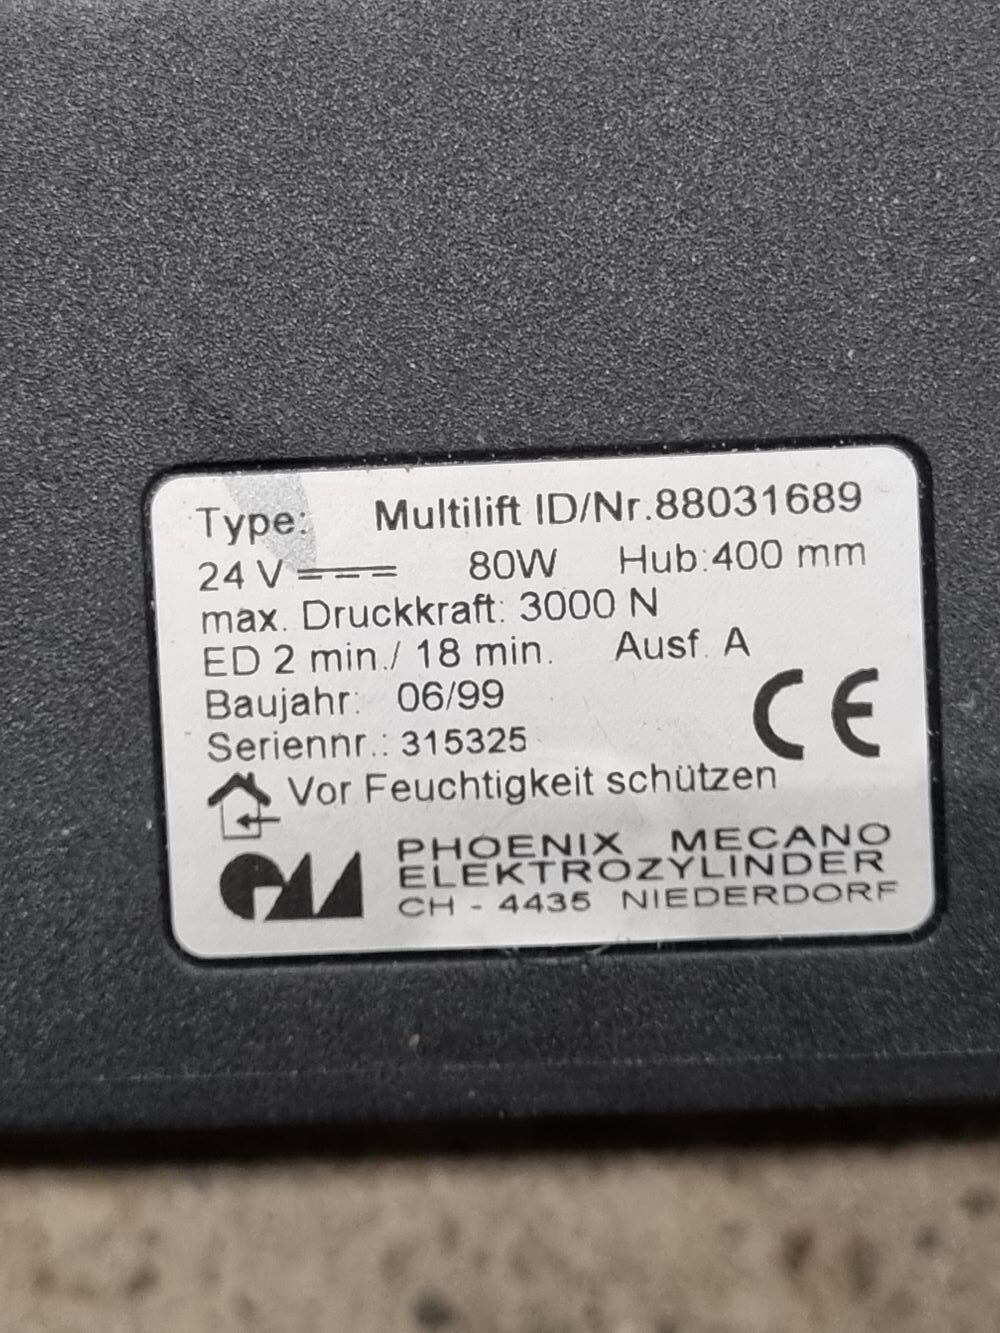 Type: Multilift ID/Nr.88031689
24 V 80W Hub:400 mm
max. Druckkraft: 3000 N
ED 2 min./ 18 min. Ausf. A
Baujahr: 06/99
Seriennr.: 315325
CE
Vor Feuchtigkeit schützen
PHOENIX MECANO
ELEKTROZYLINDER
CH - 4435 NIEDERDORF